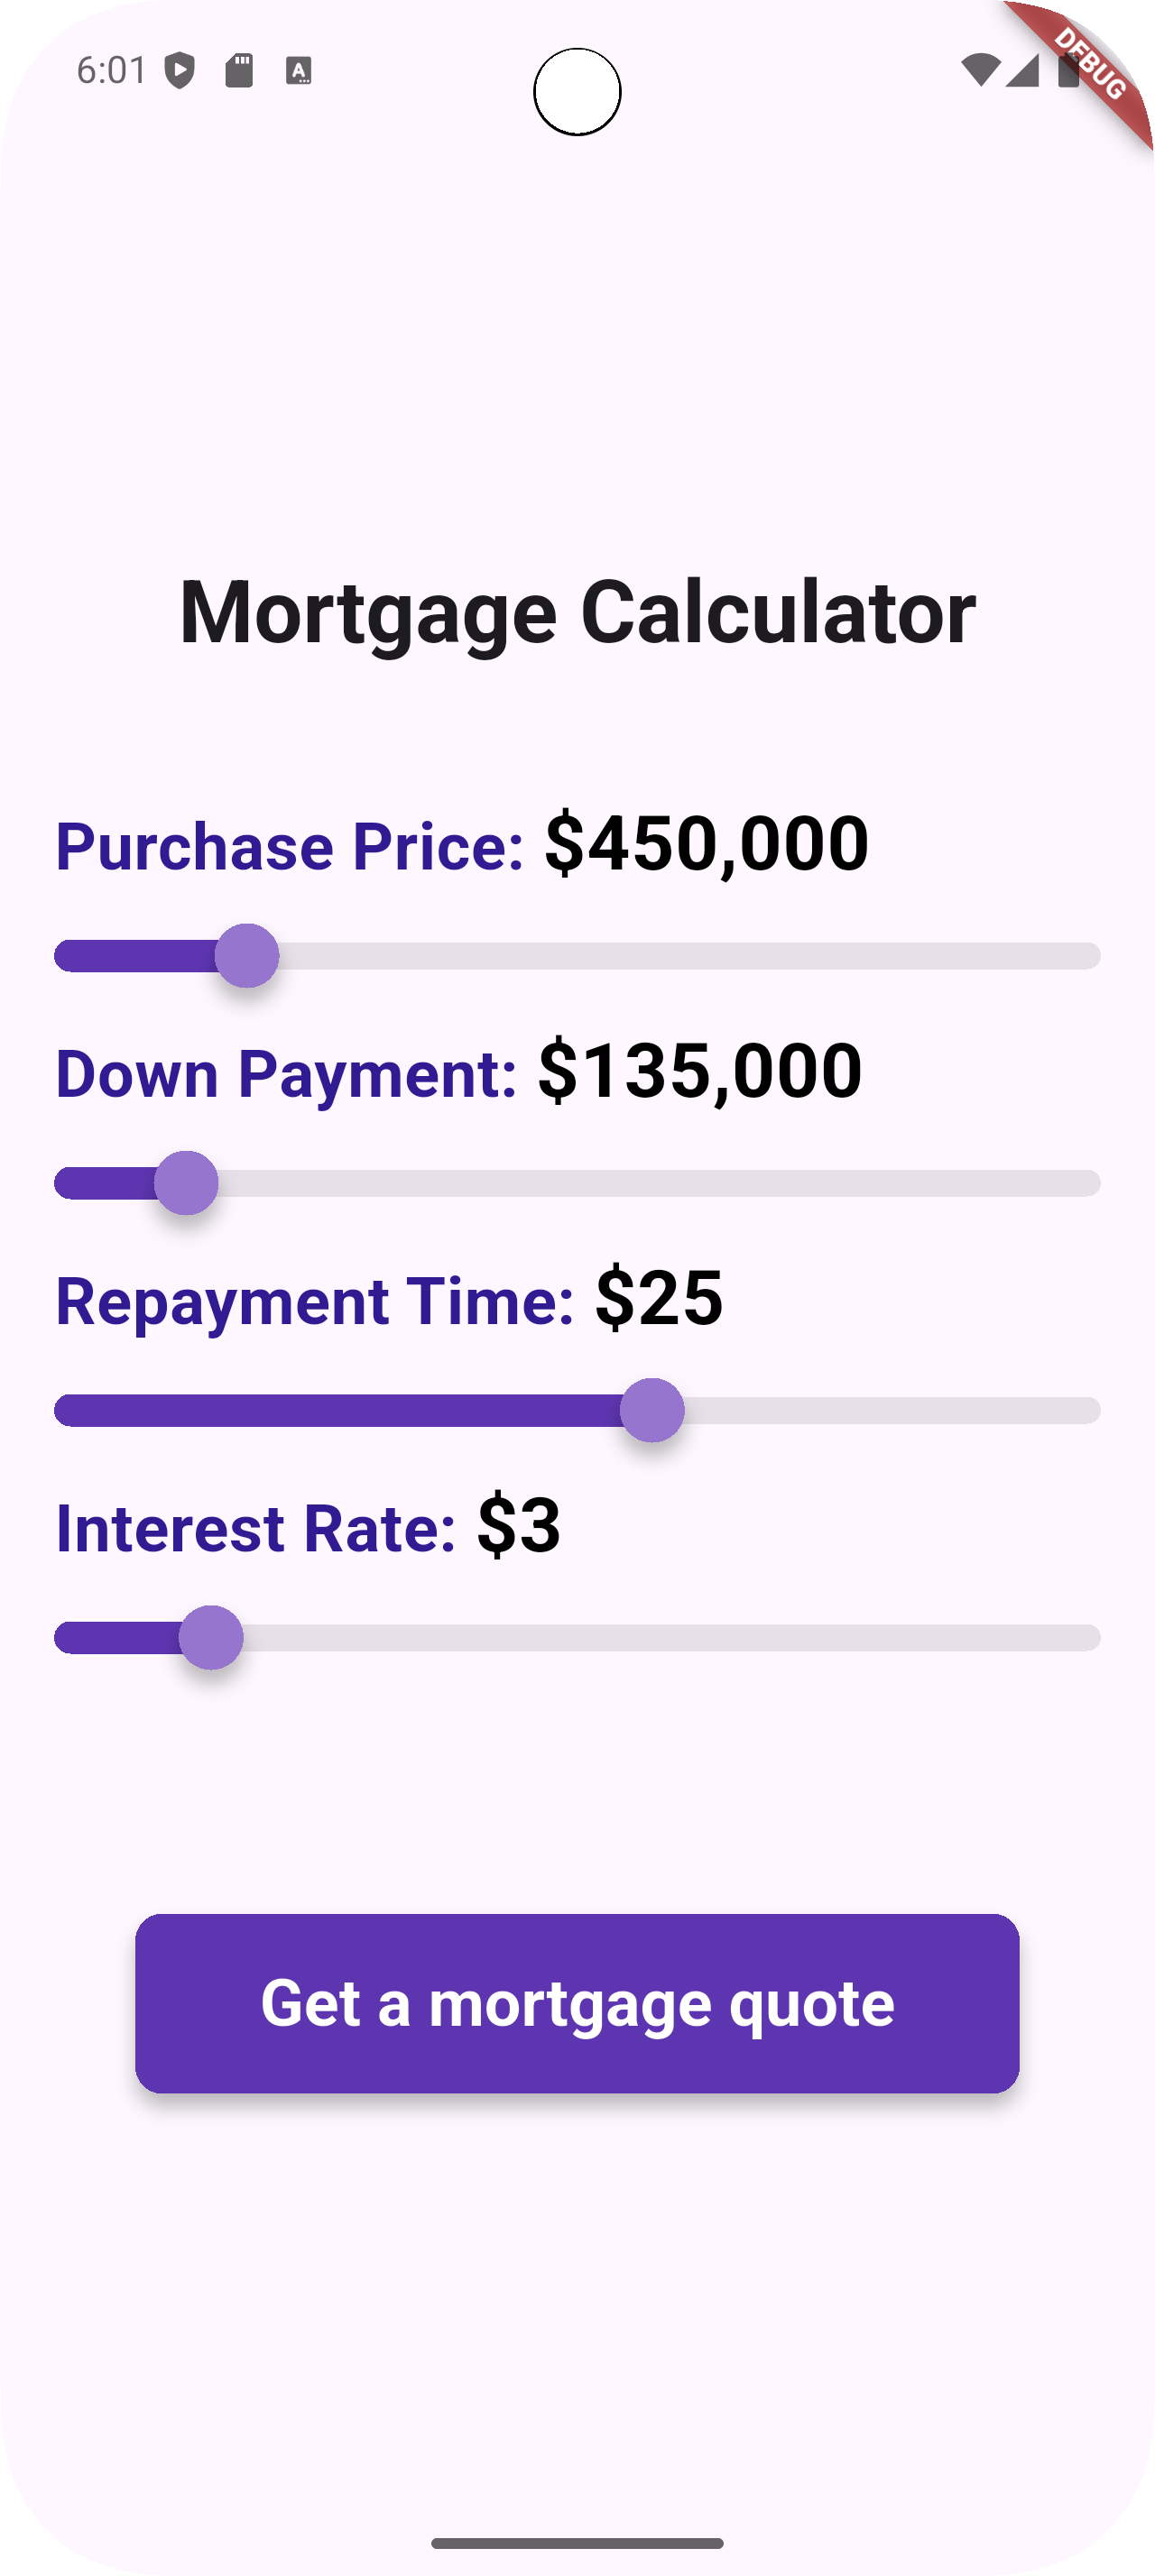 6:01
DEBUG
Mortgage Calculator
Purchase Price: $450,000
Down Payment: $135,000
Repayment Time: $25
Interest Rate: $3
Get a mortgage quote